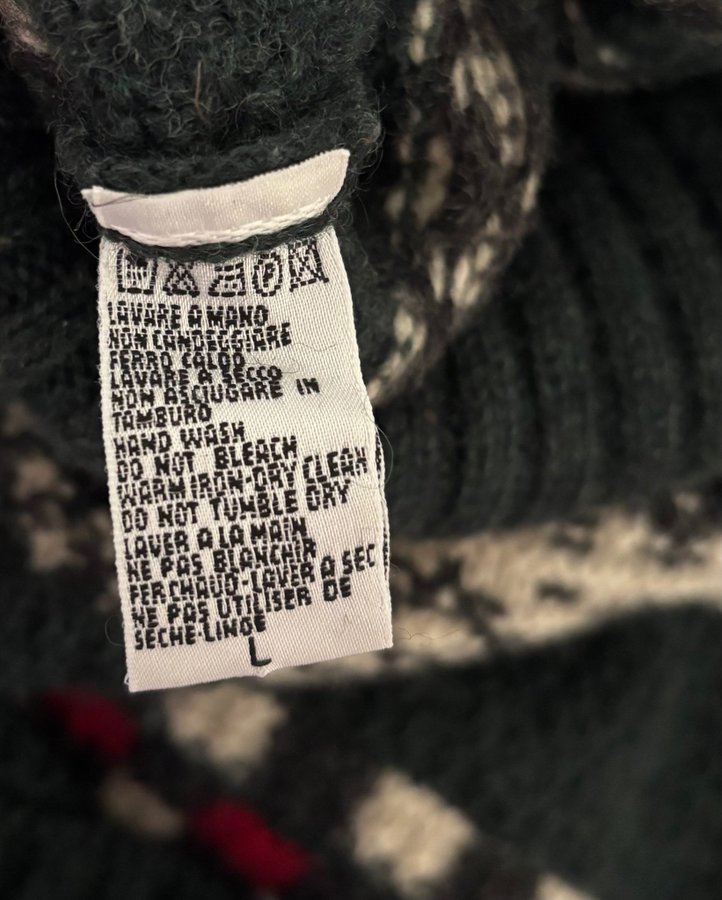 LAVARE A MANO
NON CANDEGGIARE
FERRO CALDO
LAVARE A SECCO
NON ASCIUGARE IN
TAMBURO
HAND WASH
DO NOT BLEACH
WARM IRON-DRY CLEAN
DO NOT TUMBLE DRY
LAVER A LA MAIN
NE PAS BLANCHIR
FER CHAUD-LAVER A SEC
NE PAS UTILISER DE
SECHE-LINGE
L